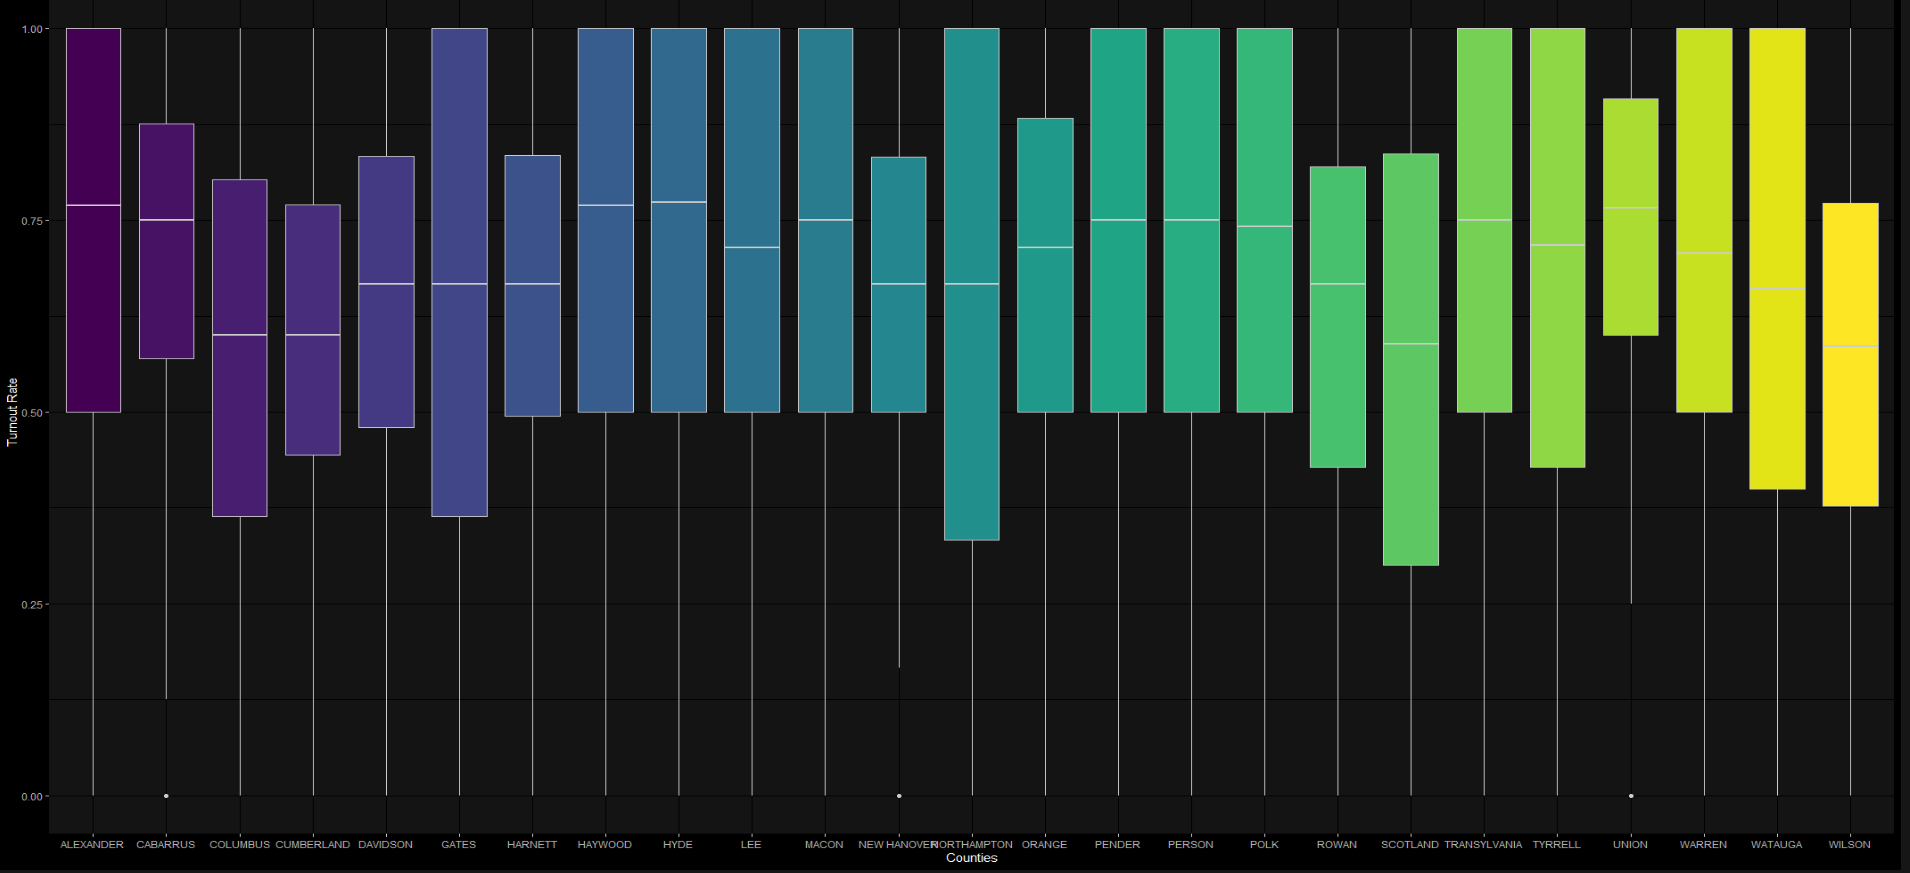 1.00
0.75
0.50
0.25
0.00
Turnout Rate
ALEXANDER CABARRUS COLUMBUS CUMBERLAND DAVIDSON GATES HARNETT HAYWOOD HYDE LEE MACON NEW HANOVER NORTHAMPTON ORANGE PENDER PERSON POLK ROWAN SCOTLAND TRANSYLVANIA TYRRELL UNION WARREN WATAUGA WILSON
Counties